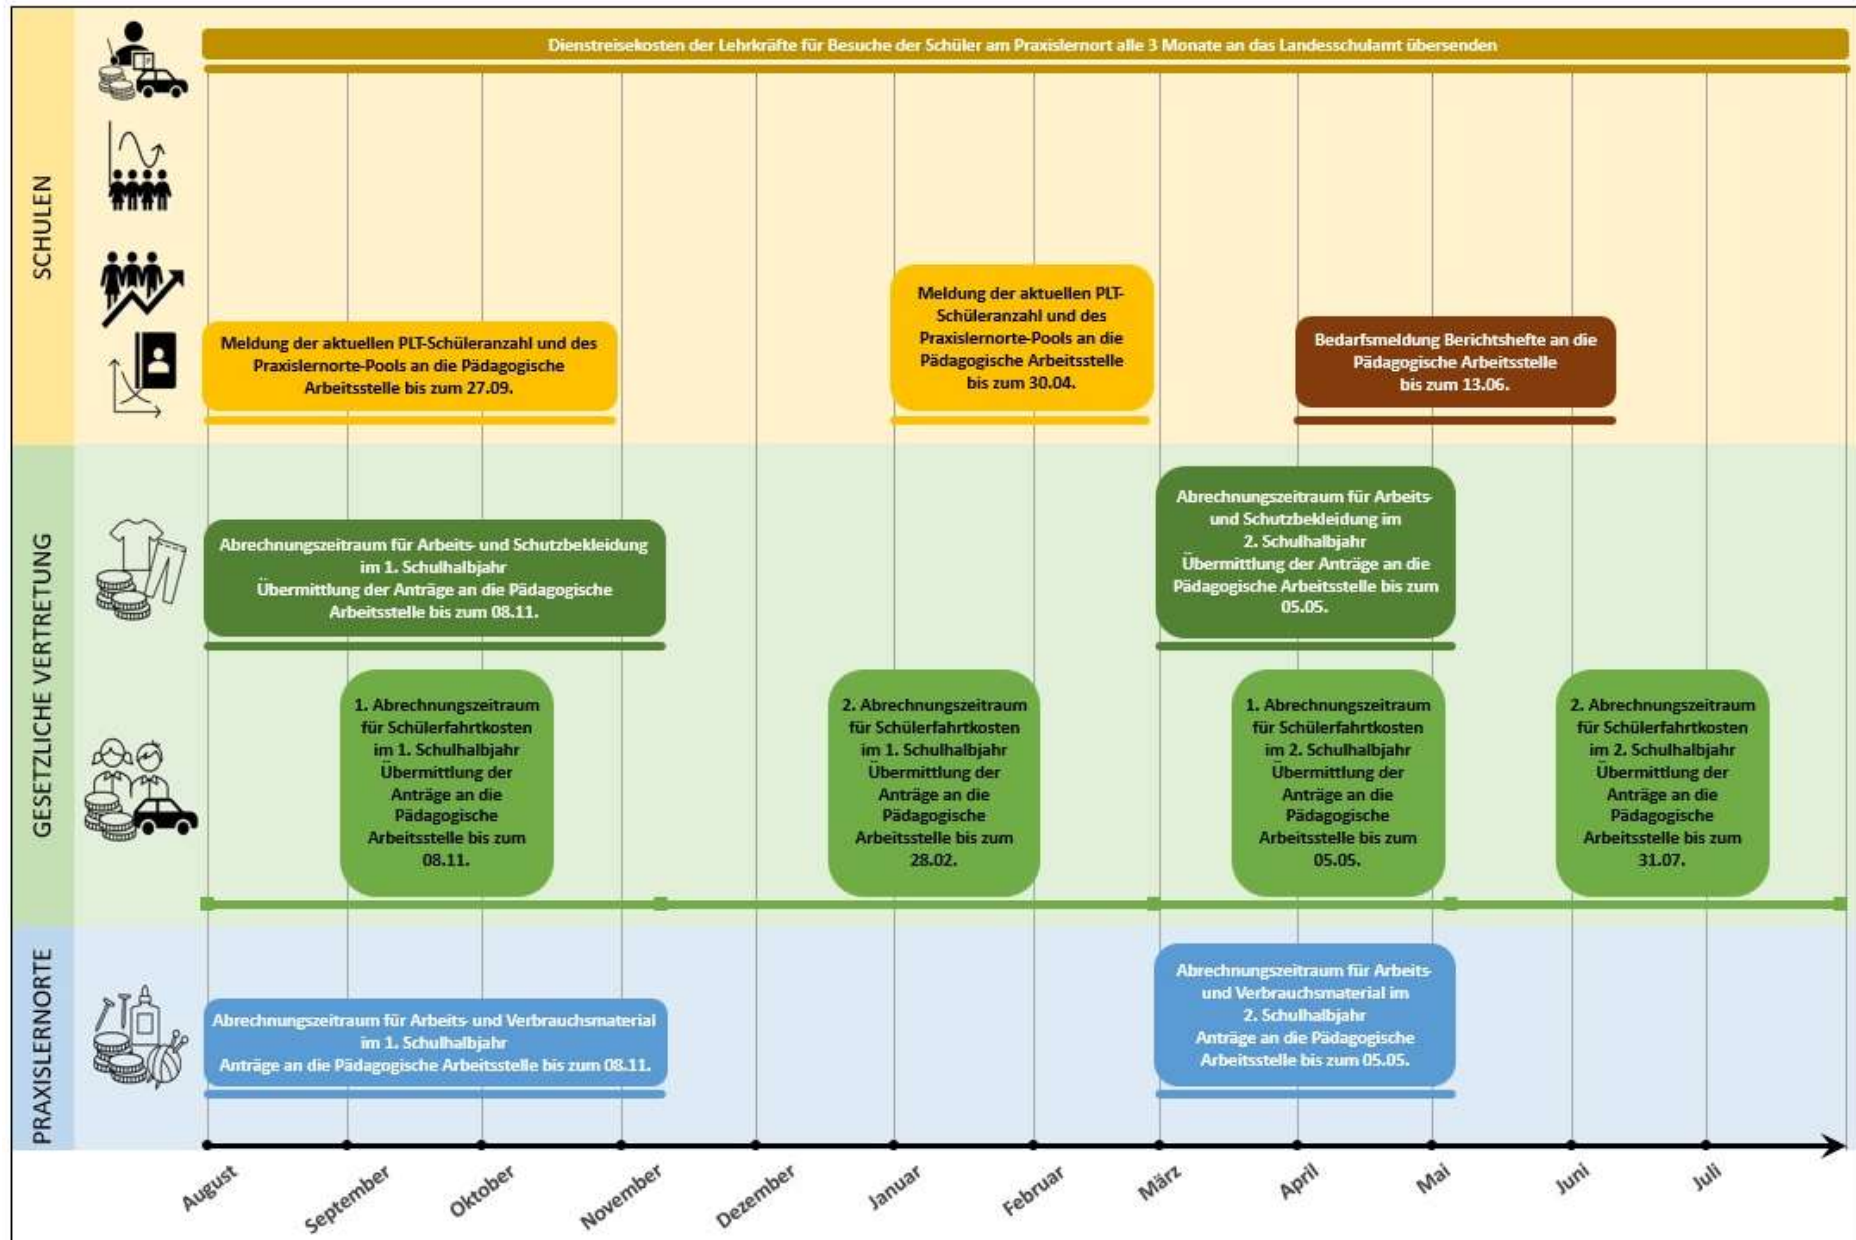 SCHULEN
Dienstreisekosten der Lehrkräfte für Besuche der Schüler am Praxislernort alle 3 Monate an das Landesschulamt übersenden
Meldung der aktuellen PLT-Schüleranzahl und des
Praxislernorte-Pools an die Pädagogische
Arbeitsstelle bis zum 27.09.
Meldung der aktuellen PLT-
Schüleranzahl und des
Praxislernorte-Pools an die
Pädagogische Arbeitsstelle
bis zum 30.04.
Bedarfsmeldung Berichtshefte an die
Pädagogische Arbeitsstelle
bis zum 13.06.
GESETZLICHE VERTRETUNG
Abrechnungszeitraum für Arbeits- und Schutzbekleidung
im 1. Schulhalbjahr
Übermittlung der Anträge an die Pädagogische
Arbeitsstelle bis zum 08.11.
Abrechnungszeitraum für Arbeits-
und Schutzbekleidung im
2. Schulhalbjahr
Übermittlung der Anträge an die
Pädagogische Arbeitsstelle bis zum
05.05.
1. Abrechnungszeitraum
für Schülerfahrtkosten
im 1. Schulhalbjahr
Übermittlung der
Anträge an die
Pädagogische
Arbeitsstelle bis zum
08.11.
2. Abrechnungszeitraum
für Schülerfahrtkosten
im 1. Schulhalbjahr
Übermittlung der
Anträge an die
Pädagogische
Arbeitsstelle bis zum
28.02.
1. Abrechnungszeitraum
für Schülerfahrtkosten
im 2. Schulhalbjahr
Übermittlung der
Anträge an die
Pädagogische
Arbeitsstelle bis zum
05.05.
2. Abrechnungszeitraum
für Schülerfahrtkosten
im 2. Schulhalbjahr
Übermittlung der
Anträge an die
Pädagogische
Arbeitsstelle bis zum
31.07.
PRAXISLERNORTE
Abrechnungszeitraum für Arbeits- und Verbrauchsmaterial
im 1. Schulhalbjahr
Anträge an die Pädagogische Arbeitsstelle bis zum 08.11.
Abrechnungszeitraum für Arbeits-
und Verbrauchsmaterial im
2. Schulhalbjahr
Anträge an die Pädagogische
Arbeitsstelle bis zum 05.05.
August
September
Oktober
November
Dezember
Januar
Februar
März
April
Mai
Juni
Juli